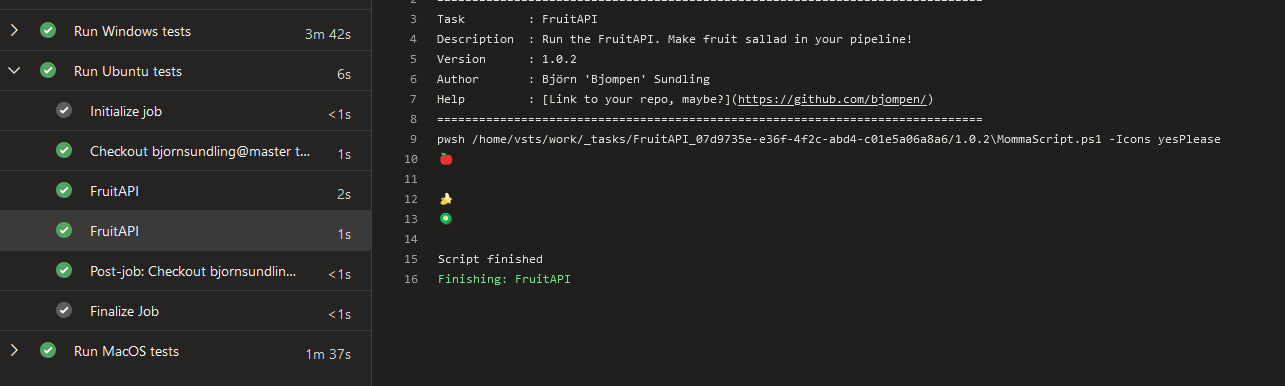 Run Windows tests 3m 42s
Run Ubuntu tests 6s
Initialize job <1s
Checkout bjornsundling@master t... 1s
FruitAPI 2s
FruitAPI 1s
Post-job: Checkout bjornsundlin... <1s
Finalize Job <1s
Run MacOS tests 1m 37s
2 ==============================================================================
3 Task : FruitAPI
4 Description : Run the FruitAPI. Make fruit sallad in your pipeline!
5 Version : 1.0.2
6 Author : Björn 'Bjompen' Sundling
7 Help : [Link to your repo, maybe?](https://github.com/bjompen/)
8 ==============================================================================
9 pwsh /home/vsts/work/_tasks/FruitAPI_07d9735e-e36f-4f2c-abd4-c01e5a06a8a6/1.0.2\MommaScript.ps1 -Icons yesPlease
10 🍎
11
12 🍌
13 🥝
14
15 Script finished
16 Finishing: FruitAPI